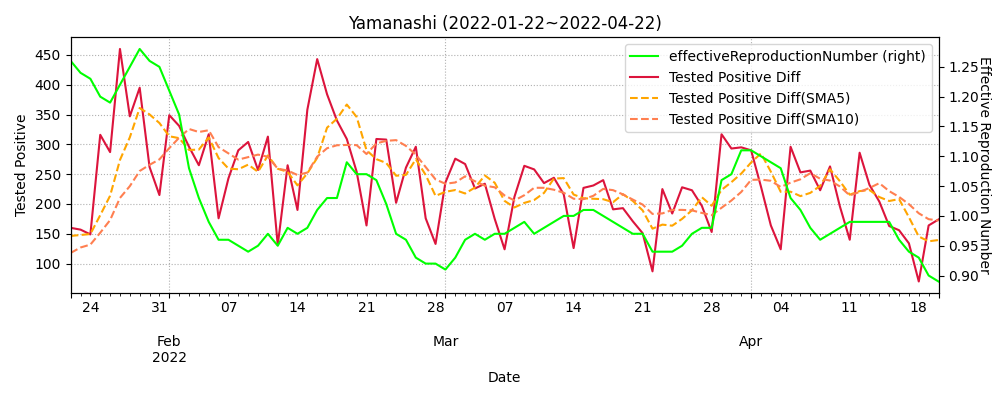 Yamanashi (2022-01-22~2022-04-22)
effectiveReproductionNumber (right)
Tested Positive Diff
Tested Positive Diff(SMA5)
Tested Positive Diff(SMA10)
Tested Positive
450
400
350
300
250
200
150
100
1.25
1.20
1.15
1.10
1.05
1.00
0.95
0.90
Effective Reproduction Number
24 31 07 14 21 28 07 14 21 28 04 11 18
Feb Mar Apr
2022
Date